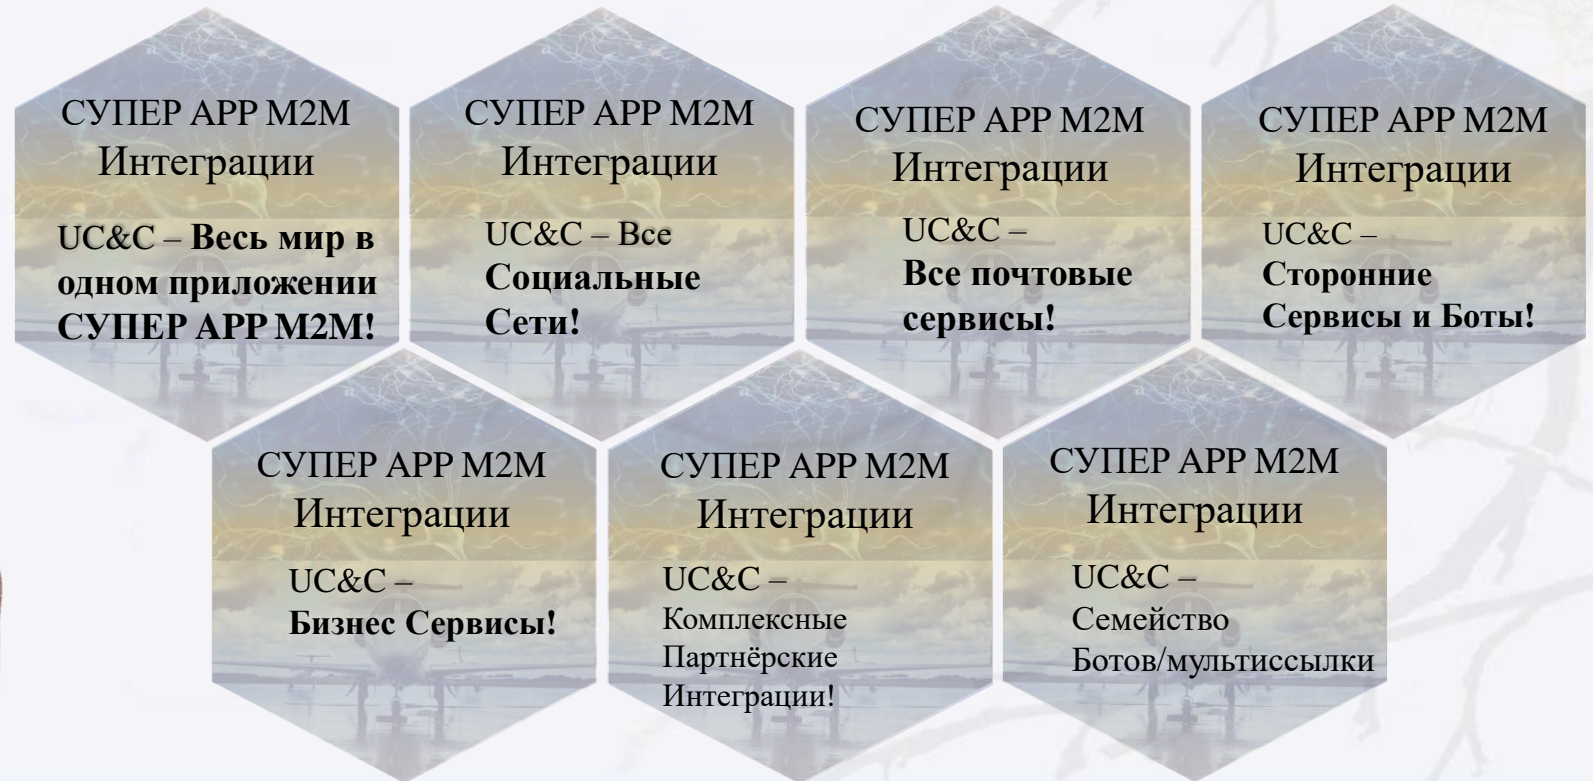 СУПЕР APP M2M
Интеграции
UC&C – Весь мир в
одном приложении
СУПЕР APP M2M!
СУПЕР APP M2M
Интеграции
UC&C – Все
Социальные
Сети!
СУПЕР APP M2M
Интеграции
UC&C –
Все почтовые
сервисы!
СУПЕР APP M2M
Интеграции
UC&C –
Сторонние
Сервисы и Боты!
СУПЕР APP M2M
Интеграции
UC&C –
Бизнес Сервисы!
СУПЕР APP M2M
Интеграции
UC&C –
Комплексные
Партнёрские
Интеграции!
СУПЕР APP M2M
Интеграции
UC&C –
Семейство
Ботов/мультиссылки